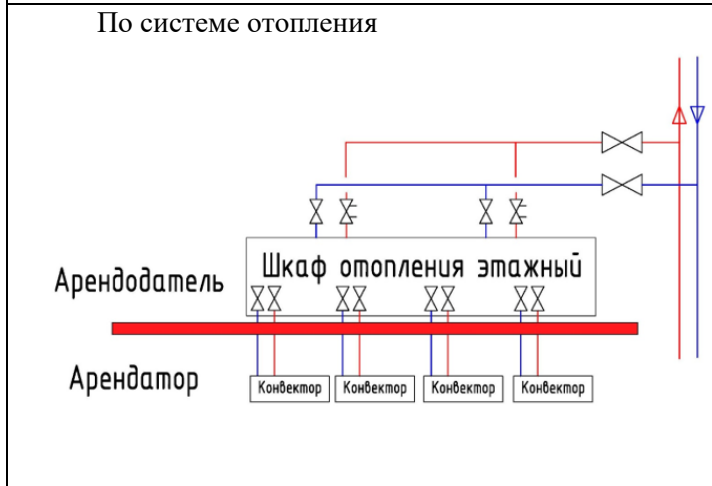 По системе отопления
Шкаф отопления этажный
Арендодатель
Арендатор
Конвектор Конвектор Конвектор Конвектор